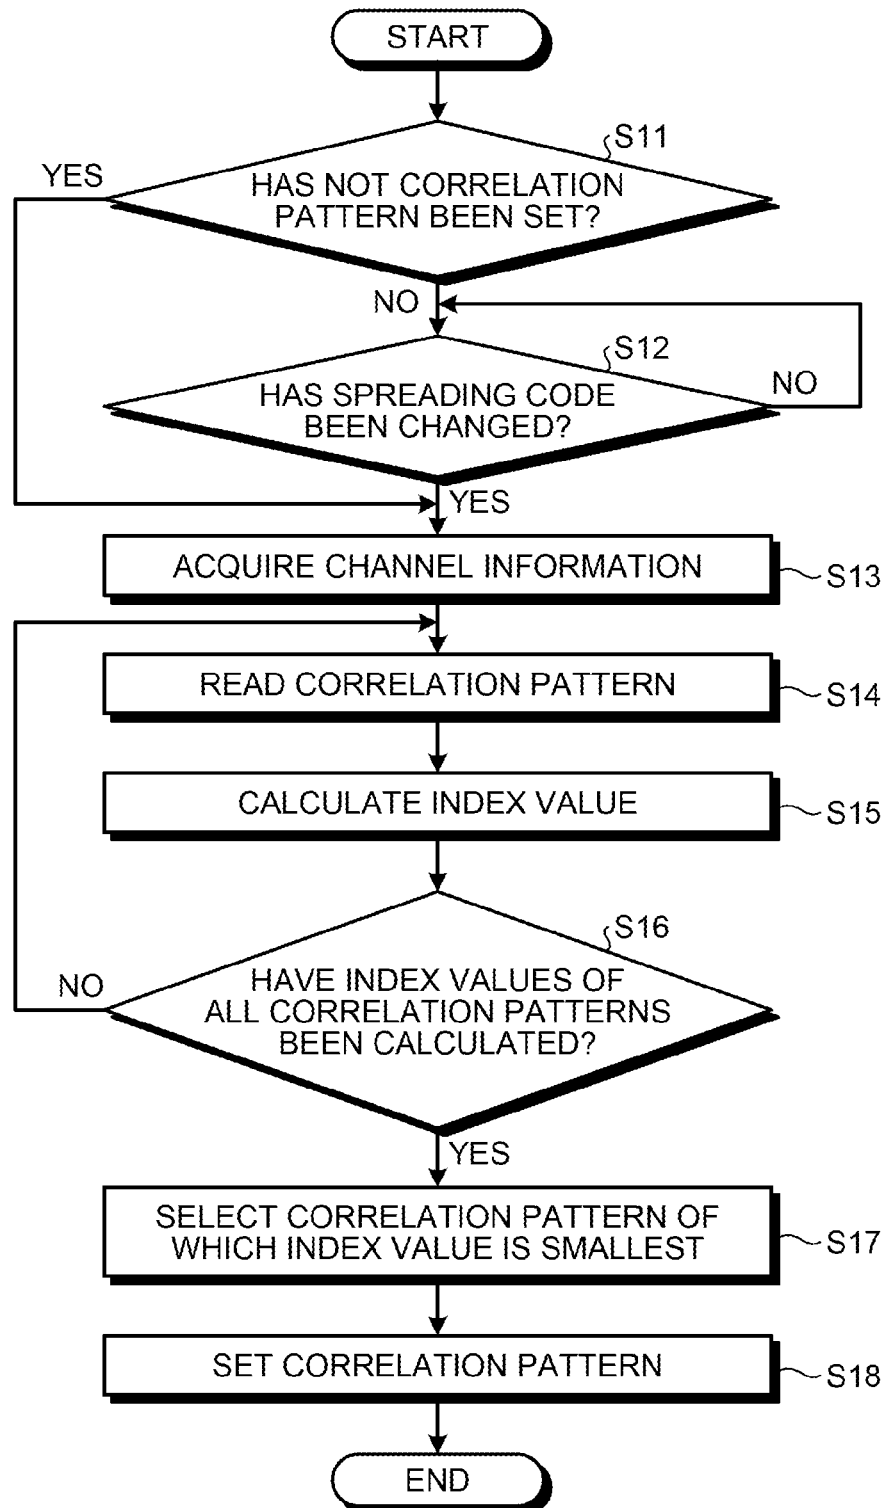 START
S11
YES
HAS NOT CORRELATION
PATTERN BEEN SET?
NO
S12
HAS SPREADING CODE
BEEN CHANGED?
NO
YES
ACQUIRE CHANNEL INFORMATION
S13
READ CORRELATION PATTERN
S14
CALCULATE INDEX VALUE
S15
S16
NO
HAVE INDEX VALUES OF
ALL CORRELATION PATTERNS
BEEN CALCULATED?
YES
SELECT CORRELATION PATTERN OF
WHICH INDEX VALUE IS SMALLEST
S17
SET CORRELATION PATTERN
S18
END